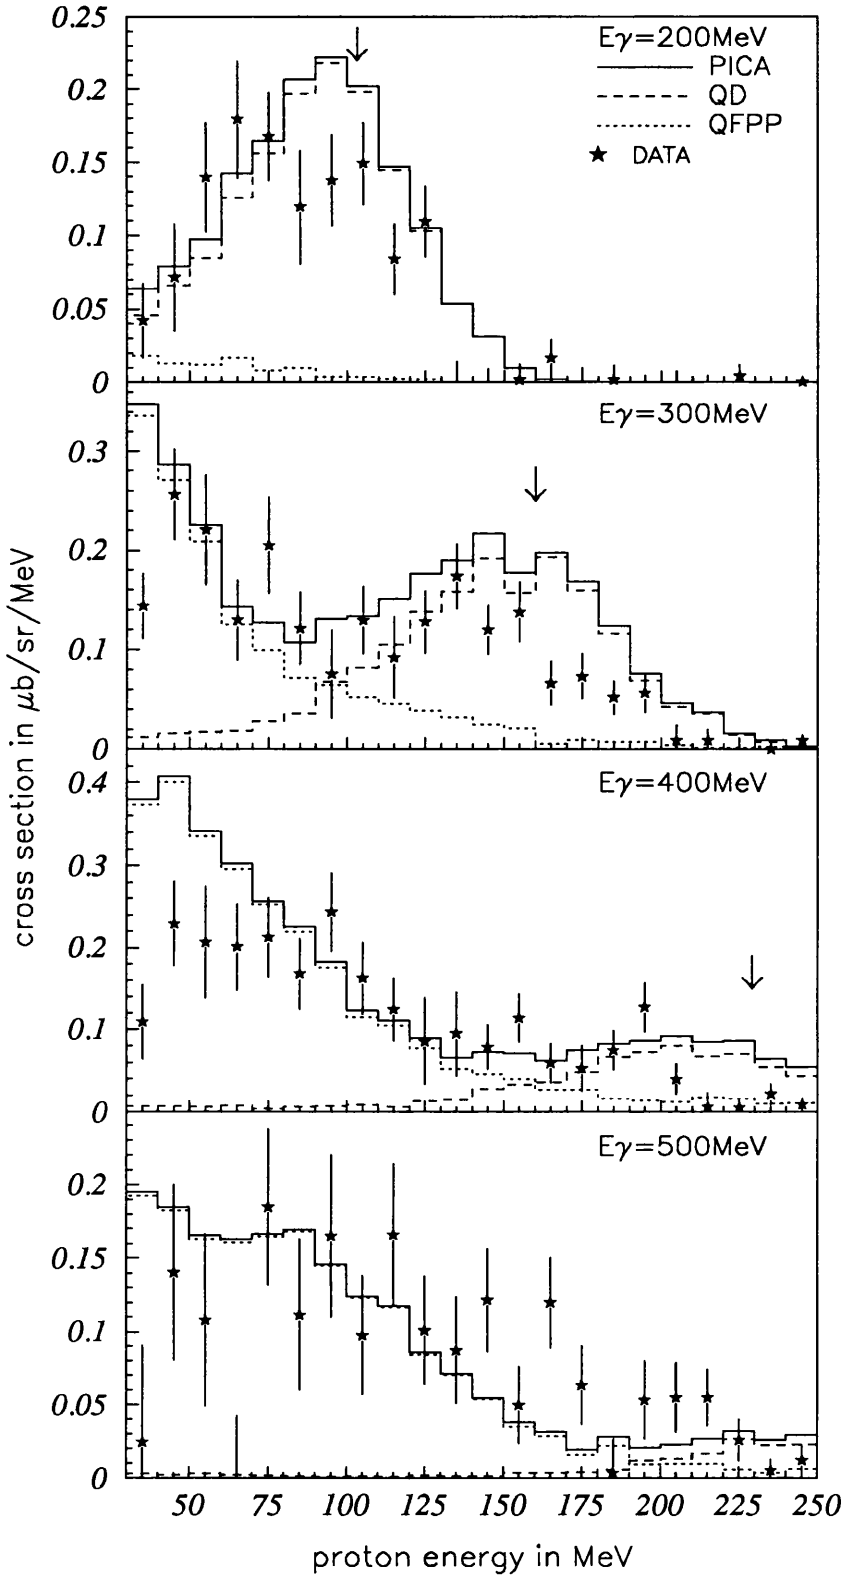 0.25
Eγ=200MeV
PICA
0.2
QD
QFPP
0.15
DATA
0.1
0.05
0
Eγ=300MeV
0.3
0.2
0.1
0
Eγ=400MeV
0.4
0.3
0.2
0.1
0
Eγ=500MeV
0.2
0.15
0.1
0.05
0
50 75 100 125 150 175 200 225 250
proton energy in MeV
cross section in μb/sr/MeV